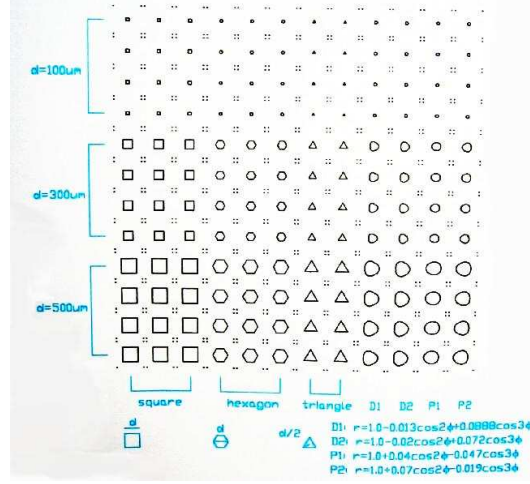 d=100um
d=300um
d=500um
square hexagon triangle D1 D2 P1 P2
d d d/2
D1: r=1.0-0.013cos2ϕ+0.0888cos3ϕ
D2: r=1.0-0.02cos2ϕ+0.072cos3ϕ
P1: r=1.0+0.04cos2ϕ-0.047cos3ϕ
P2: r=1.0+0.07cos2ϕ-0.019cos3ϕ